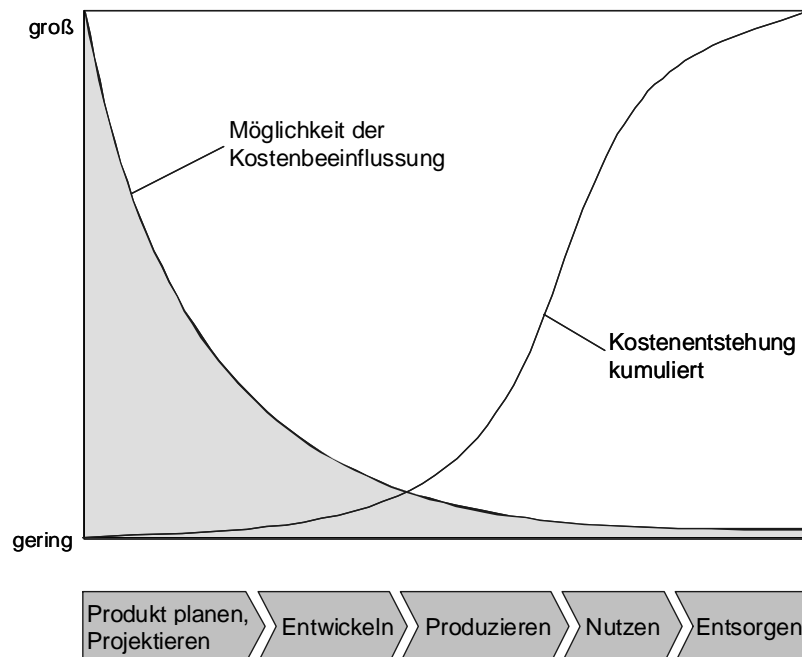 groß
Möglichkeit der
Kostenbeeinflussung
Kostenentstehung
kumuliert
gering
Produkt planen,
Projektieren
Entwickeln
Produzieren
Nutzen
Entsorgen